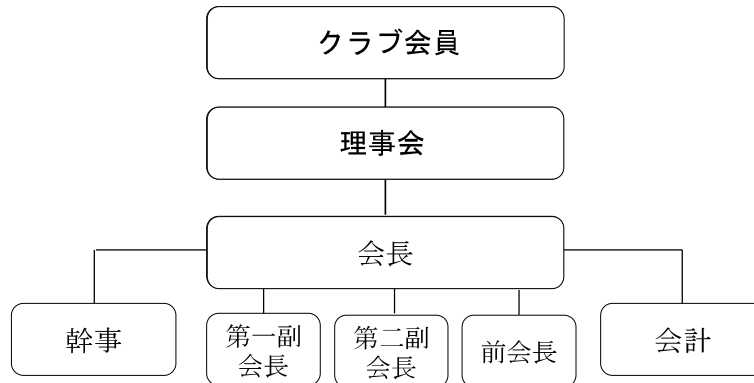 クラブ会員
理事会
会長
幹事
第一副
会長
第二副
会長
前会長
会計